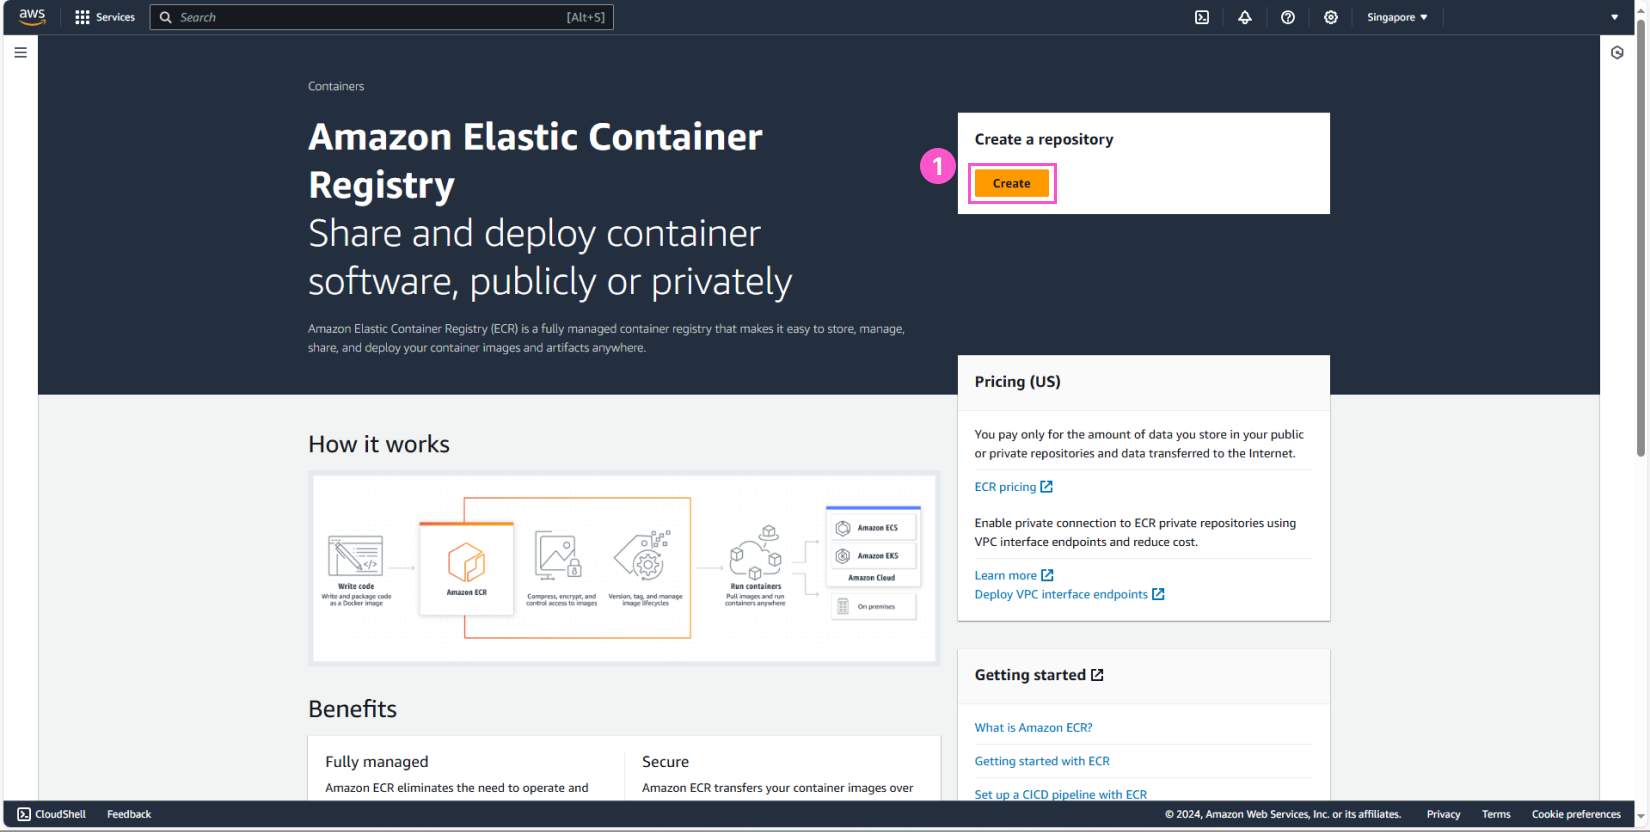 aws
Services
Search
[Alt+S]
Singapore
Containers
Amazon Elastic Container
Registry
Share and deploy container
software, publicly or privately
Amazon Elastic Container Registry (ECR) is a fully managed container registry that makes it easy to store, manage,
share, and deploy your container images and artifacts anywhere.
Create a repository
1
Create
Pricing (US)
You pay only for the amount of data you store in your public
or private repositories and data transferred to the Internet.
ECR pricing
Enable private connection to ECR private repositories using
VPC interface endpoints and reduce cost.
Learn more
Deploy VPC interface endpoints
How it works
Write code
Write and package code
as a Docker image
Amazon ECR
Compress, encrypt, and
control access to images
Version, tag, and manage
image lifecycles
Run containers
Pull images and run
containers anywhere
Amazon ECS
Amazon EKS
Amazon Cloud
On premises
Getting started
What is Amazon ECR?
Getting started with ECR
Set up a CICD pipeline with ECR
Benefits
Fully managed
Amazon ECR eliminates the need to operate and
Secure
Amazon ECR transfers your container images over
CloudShell
Feedback
© 2024, Amazon Web Services, Inc. or its affiliates.
Privacy
Terms
Cookie preferences